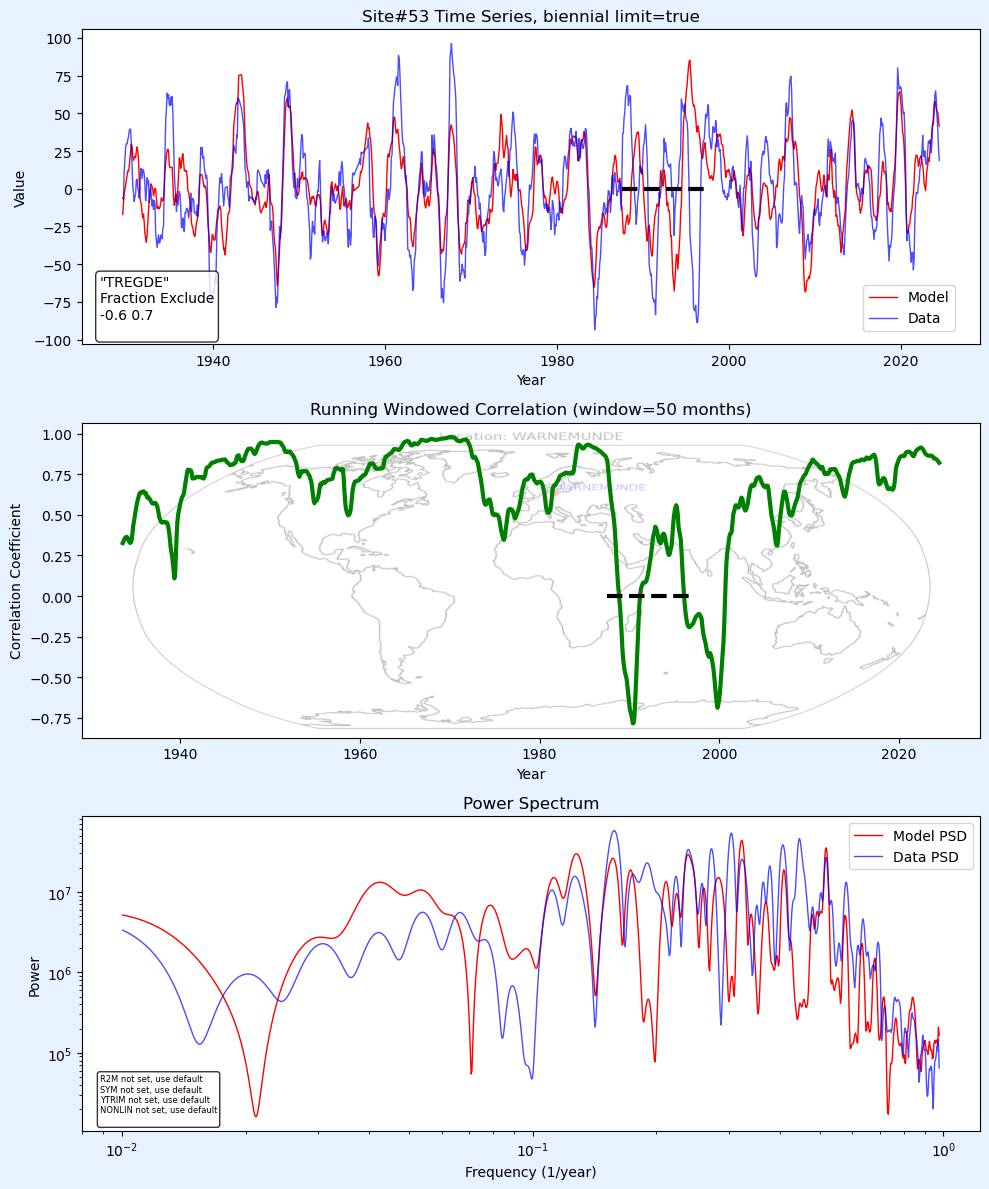 Site#53 Time Series, biennial limit=true
100
75
50
25
0
−25
−50
−75
−100
Value
"TREGDE"
Fraction Exclude
-0.6 0.7
Model
Data
1940
1960
1980
2000
2020
Year
Running Windowed Correlation (window=50 months)
Location: WARNEMUNDE
WARNEMUNDE
1.00
0.75
0.50
0.25
0.00
−0.25
−0.50
−0.75
Correlation Coefficient
1940
1960
1980
2000
2020
Year
Power Spectrum
Model PSD
Data PSD
10^7
10^6
10^5
Power
R2M not set, use default
SYM not set, use default
YTRIM not set, use default
NONLIN not set, use default
10^−2
10^−1
10^0
Frequency (1/year)